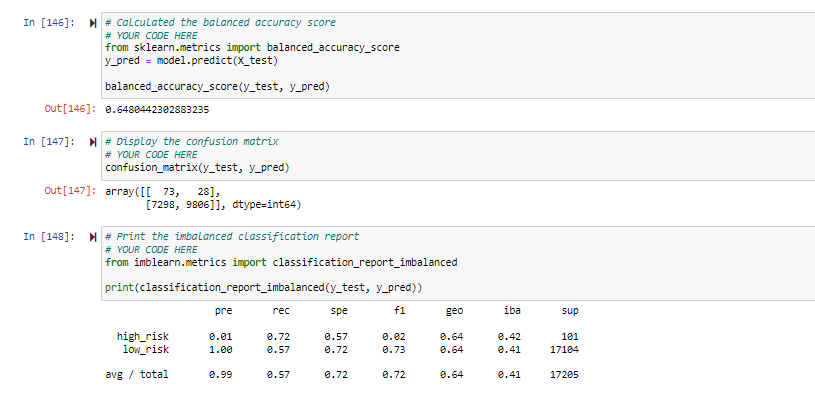 In [146]: # Calculated the balanced accuracy score
# YOUR CODE HERE
from sklearn.metrics import balanced_accuracy_score
y_pred = model.predict(X_test)
balanced_accuracy_score(y_test, y_pred)
Out[146]: 0.6480442302883235
In [147]: # Display the confusion matrix
# YOUR CODE HERE
confusion_matrix(y_test, y_pred)
Out[147]: array([[  73,   28],
[7298, 9806]], dtype=int64)
In [148]: # Print the imbalanced classification report
# YOUR CODE HERE
from imblearn.metrics import classification_report_imbalanced
print(classification_report_imbalanced(y_test, y_pred))
pre rec spe f1 geo iba sup
high_risk 0.01 0.72 0.57 0.02 0.64 0.42 101
low_risk 1.00 0.57 0.72 0.73 0.64 0.41 17104
avg / total 0.99 0.57 0.72 0.72 0.64 0.41 17205